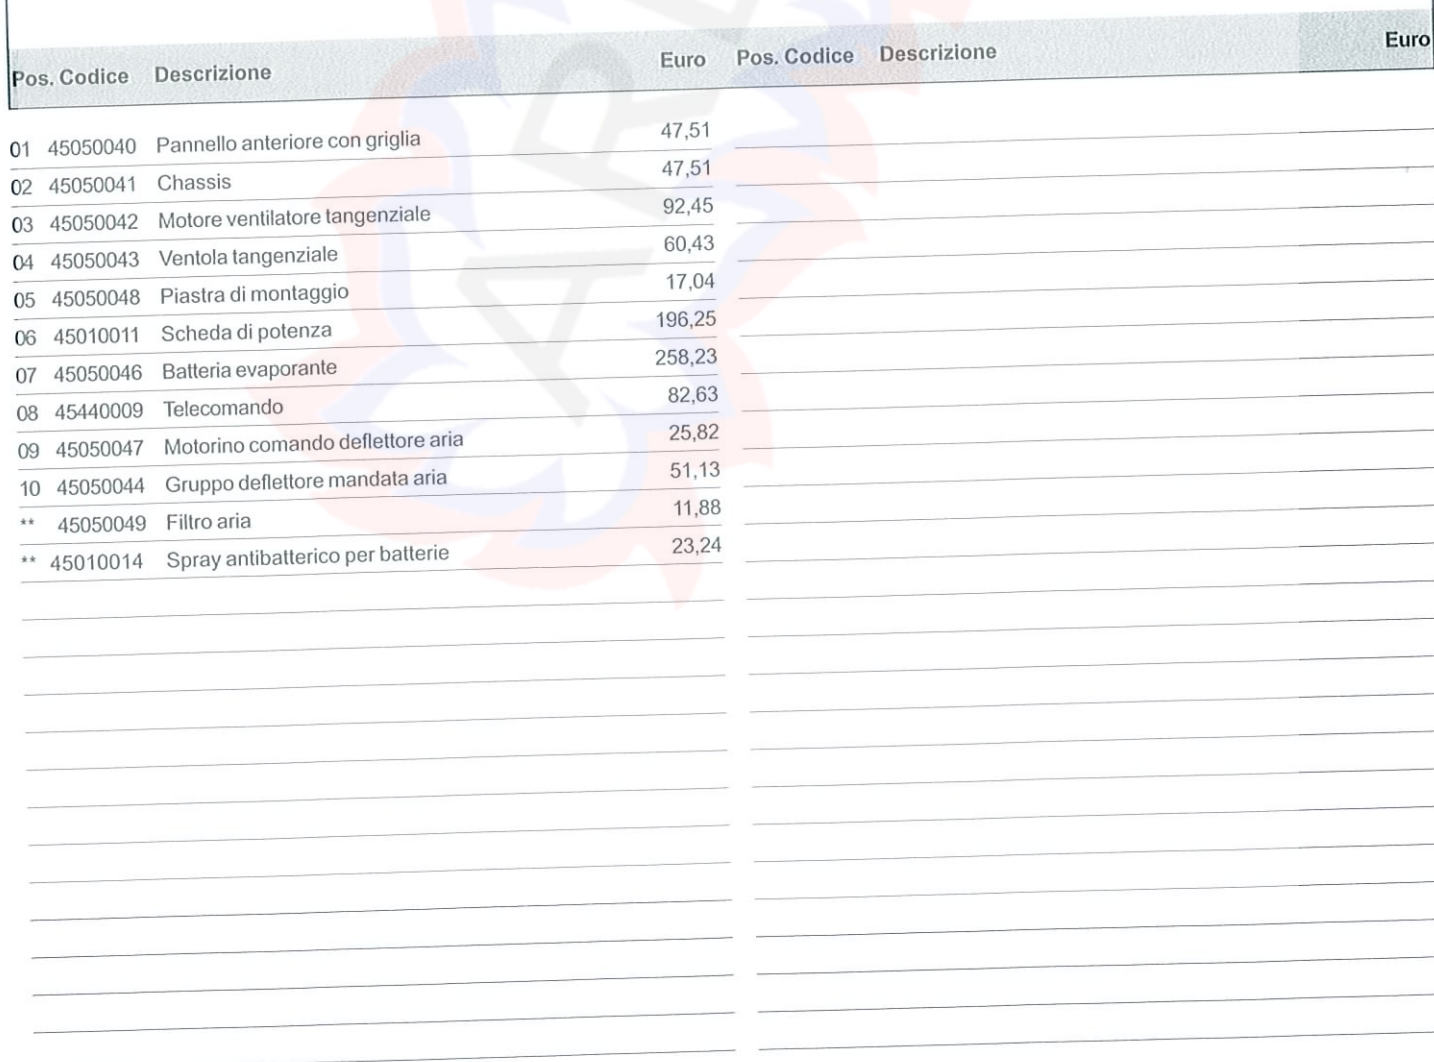 Pos. Codice Descrizione Euro Pos. Codice Descrizione Euro
01 45050040 Pannello anteriore con griglia 47,51
02 45050041 Chassis 47,51
03 45050042 Motore ventilatore tangenziale 92,45
04 45050043 Ventola tangenziale 60,43
05 45050048 Piastra di montaggio 17,04
06 45010011 Scheda di potenza 196,25
07 45050046 Batteria evaporante 258,23
08 45440009 Telecomando 82,63
09 45050047 Motorino comando deflettore aria 25,82
10 45050044 Gruppo deflettore mandata aria 51,13
** 45050049 Filtro aria 11,88
** 45010014 Spray antibatterico per batterie 23,24